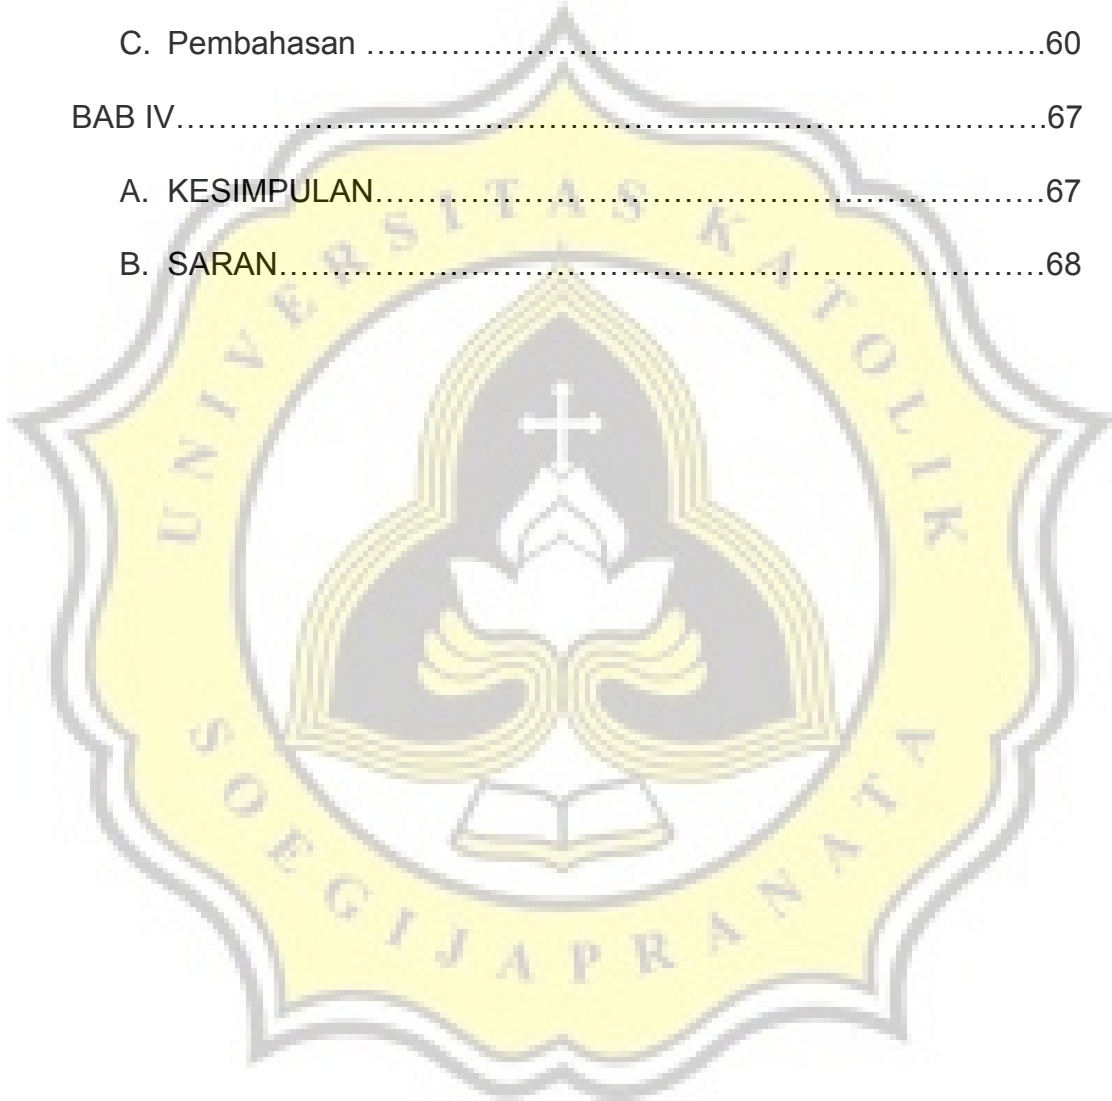 C. Pembahasan ……………………………………………………….60
BAB IV……………………………………………………………………….67
A. KESIMPULAN……………………………………………………….67
B. SARAN……………………………………………………………….68
UNIVERSITAS KATOLIK
SOEGIJAPRANATA